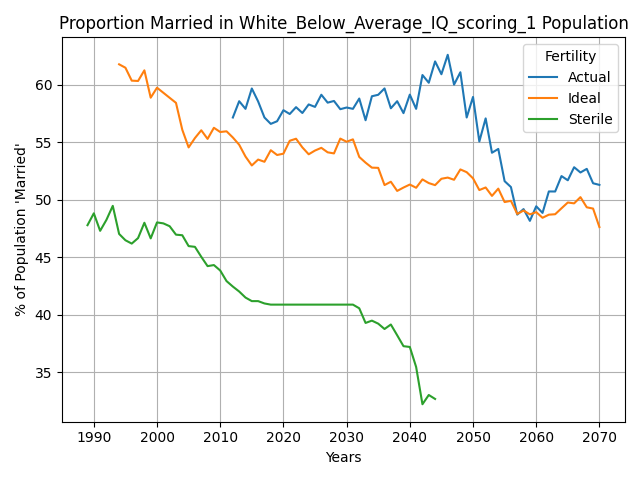 Proportion Married in White_Below_Average_IQ_scoring_1 Population
Fertility
Actual
Ideal
Sterile
% of Population 'Married'
60
55
50
45
40
35
1990 2000 2010 2020 2030 2040 2050 2060 2070
Years